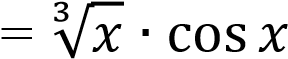 = ∛x · cos x